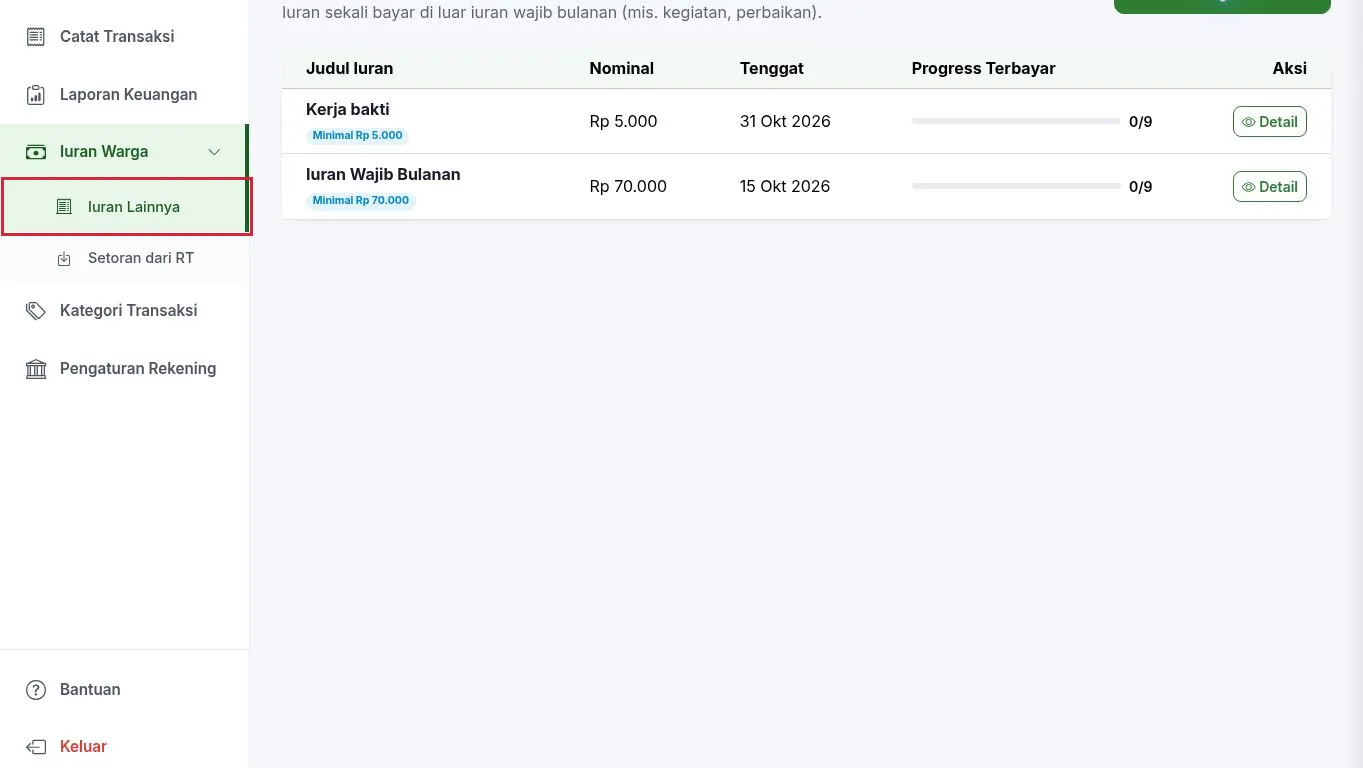 Catat Transaksi
Laporan Keuangan
Iuran Warga
Iuran Lainnya
Setoran dari RT
Kategori Transaksi
Pengaturan Rekening
Bantuan
Keluar
Iuran sekali bayar di luar iuran wajib bulanan (mis. kegiatan, perbaikan).
Judul Iuran Nominal Tenggat Progress Terbayar Aksi
Kerja bakti
Minimal Rp 5.000
Rp 5.000 31 Okt 2026 0/9 Detail
Iuran Wajib Bulanan
Minimal Rp 70.000
Rp 70.000 15 Okt 2026 0/9 Detail